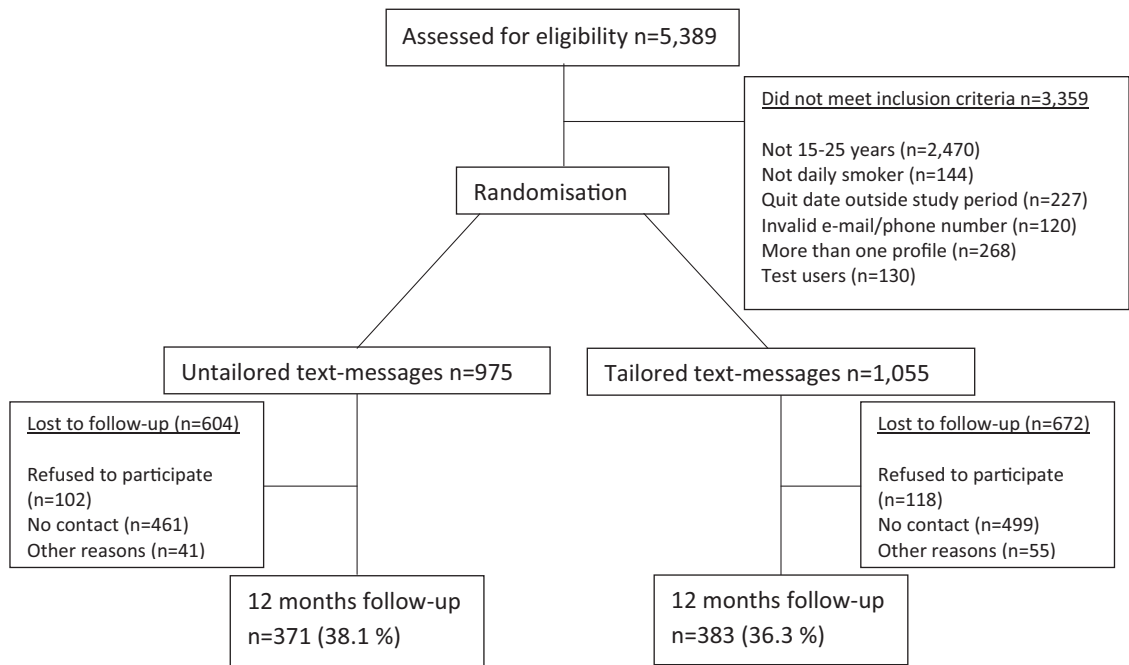 Assessed for eligibility n=5,389
Did not meet inclusion criteria n=3,359
Not 15-25 years (n=2,470)
Not daily smoker (n=144)
Quit date outside study period (n=227)
Invalid e-mail/phone number (n=120)
More than one profile (n=268)
Test users (n=130)
Randomisation
Untailored text-messages n=975
Tailored text-messages n=1,055
Lost to follow-up (n=604)
Refused to participate
(n=102)
No contact (n=461)
Other reasons (n=41)
Lost to follow-up (n=672)
Refused to participate
(n=118)
No contact (n=499)
Other reasons (n=55)
12 months follow-up
n=371 (38.1 %)
12 months follow-up
n=383 (36.3 %)